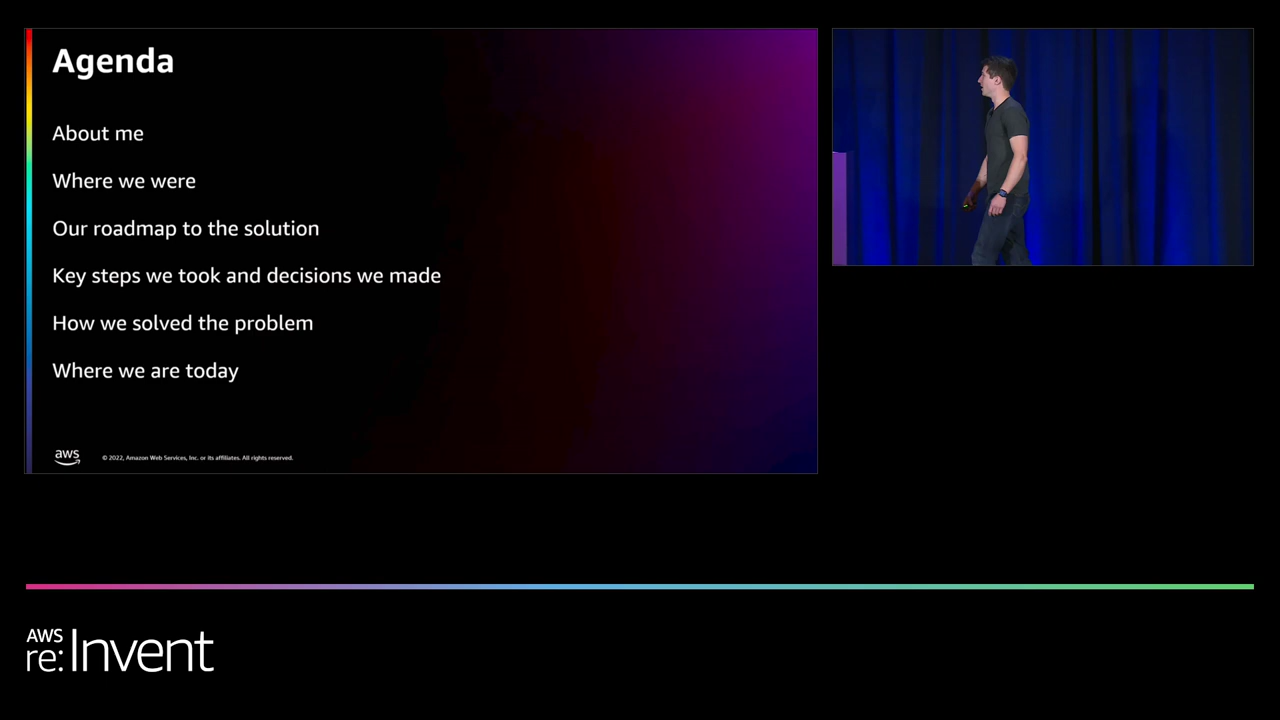 Agenda
About me
Where we were
Our roadmap to the solution
Key steps we took and decisions we made
How we solved the problem
Where we are today
aws
© 2022, Amazon Web Services, Inc. or its affiliates. All rights reserved.
AWS
re:Invent